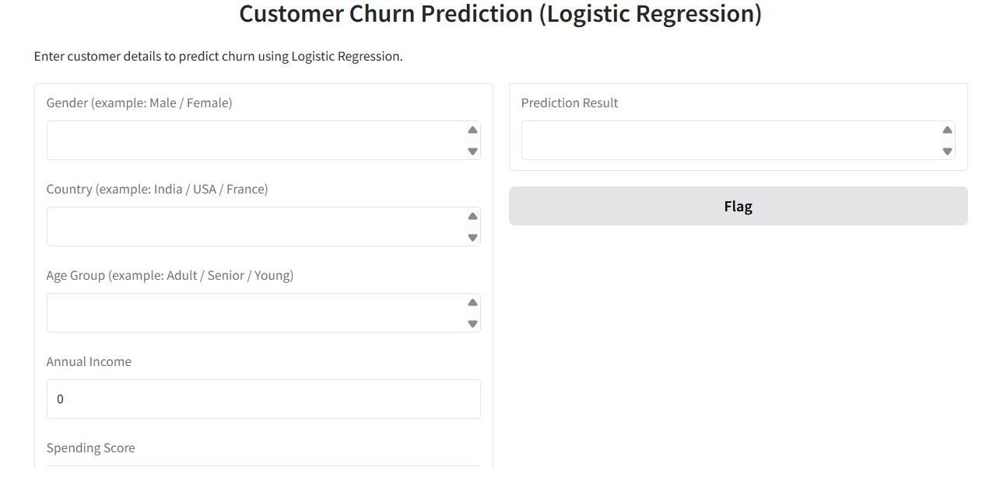 Customer Churn Prediction (Logistic Regression)
Enter customer details to predict churn using Logistic Regression.
Gender (example: Male / Female)
Country (example: India / USA / France)
Age Group (example: Adult / Senior / Young)
Annual Income
0
Spending Score
Prediction Result
Flag